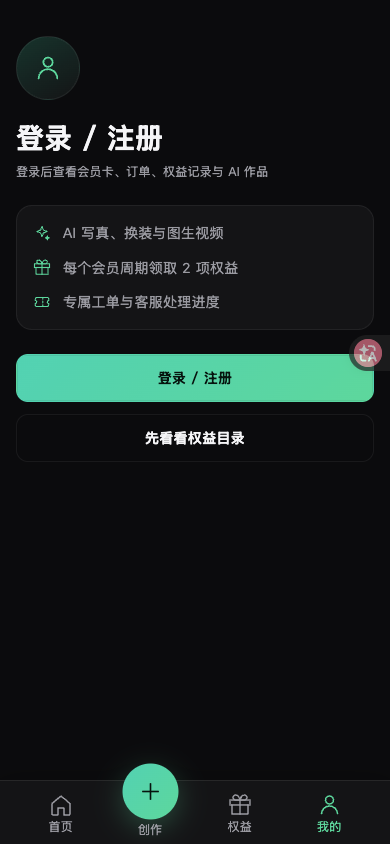 登录 / 注册
登录后查看会员卡、订单、权益记录与 AI 作品
AI 写真、换装与图生视频
每个会员周期领取 2 项权益
专属工单与客服处理进度
登录 / 注册
先看看权益目录
首页
创作
权益
我的